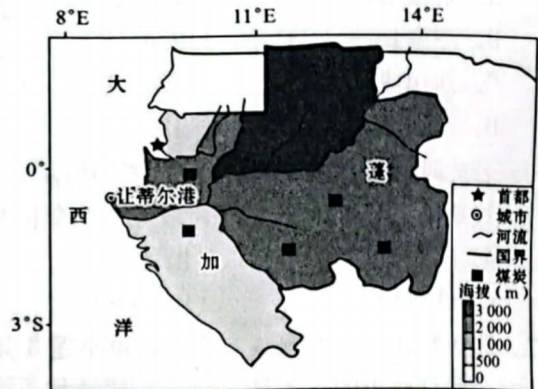 8°E 11°E 14°E
大
西
洋
0°
3°S
让蒂尔港
加
蓬
首都
城市
河流
国界
煤炭
海拔(m)
3 000
2 000
1 000
500
0